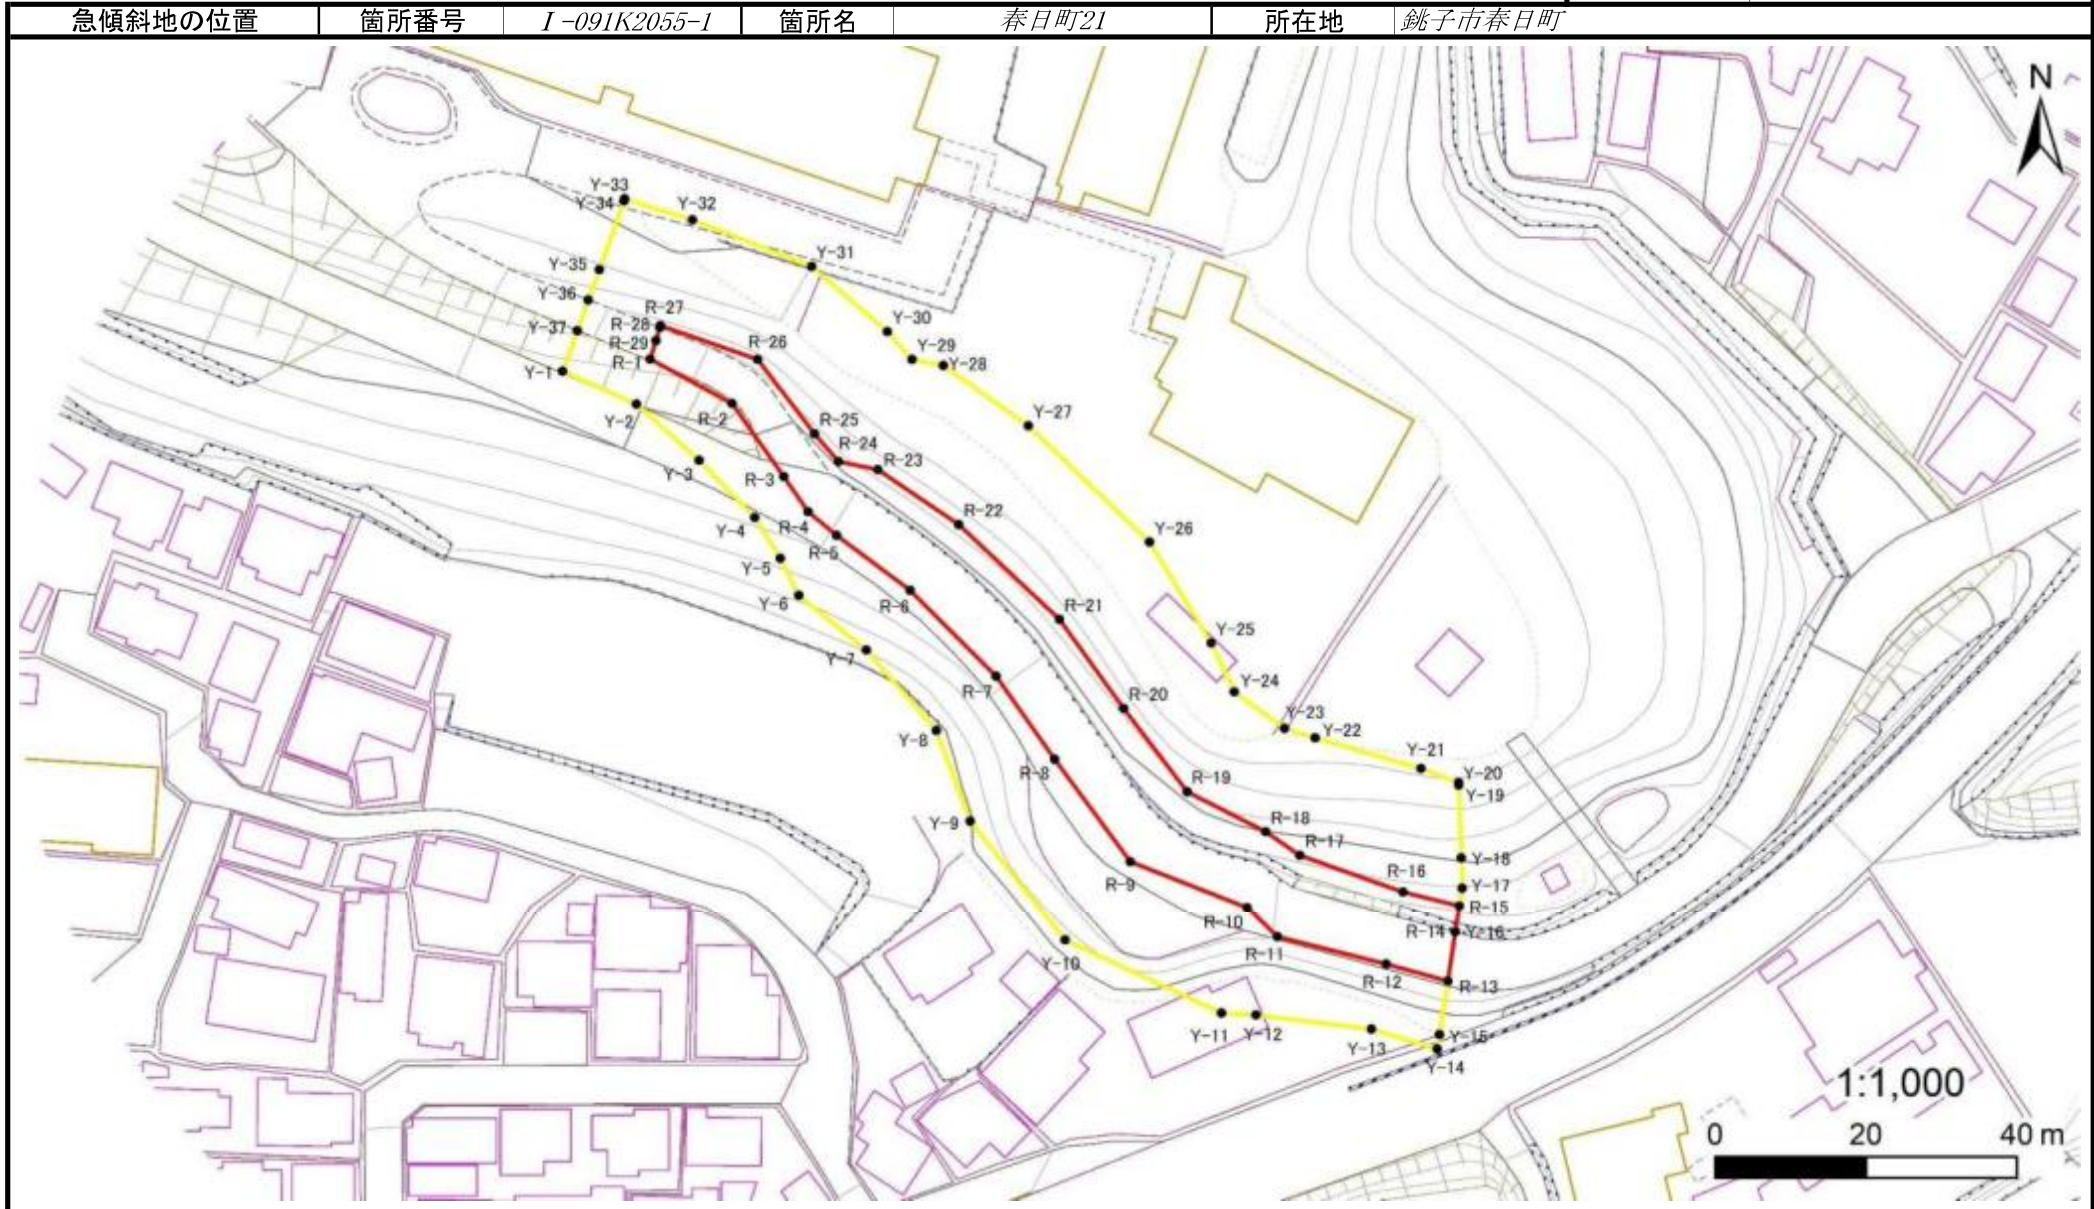 急傾斜地の位置 箇所番号 I-091K2055-1 箇所名 春日町21 所在地 銚子市春日町
N
Y-33
Y-34 Y-32
Y-31
Y-35
Y-36
R-27
Y-37 R-28 Y-30
R-29 R-26 Y-29
R-1 Y-28
Y-1
Y-2 R-2 Y-27
R-25
R-24
Y-3 R-3 R-23
Y-4 R-4 R-22 Y-26
R-5
Y-5
Y-6 R-6 R-21
Y-25
Y-7 R-7 Y-24
R-20
Y-23
Y-8 Y-22
R-8 Y-21
R-19 Y-20
Y-19
Y-9 R-18
R-17 Y-18
R-9 R-16 Y-17
R-10 R-15
R-14 Y-16
Y-10 R-11
R-12 R-13
Y-11 Y-12 Y-13 Y-15
Y-14
1:1,000
0 20 40 m